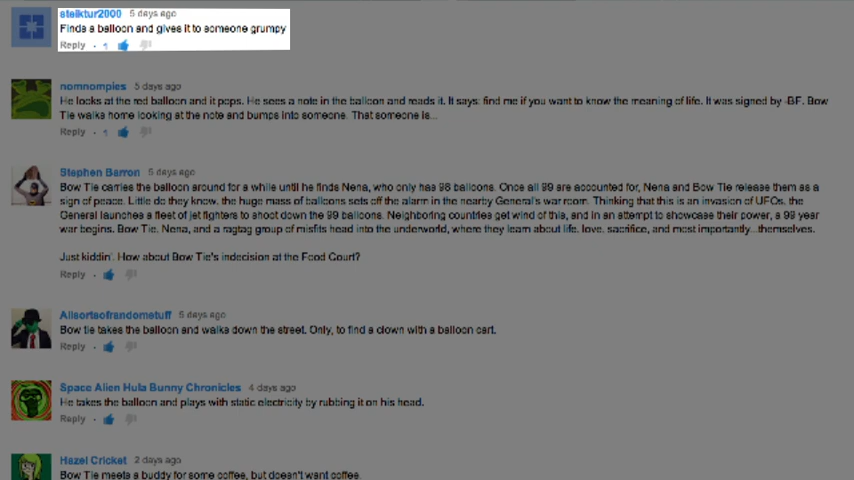 steiktur2000 5 days ago
Finds a balloon and gives it to someone grumpy
Reply · 1
nomnompies 5 days ago
He looks at the red balloon and it pops. He sees a note in the balloon and reads it. It says: find me if you want to know the meaning of life. It was signed by -BF. Bow
Tie walks home looking at the note and bumps into someone. That someone is...
Reply · 1
Stephen Barron 5 days ago
Bow Tie carries the balloon around for a while until he finds Nena, who only has 98 balloons. Once all 99 are accounted for, Nena and Bow Tie release them as a
sign of peace. Little do they know, the huge mass of balloons sets off the alarm in the nearby General's war room. Thinking that this is an invasion of UFOs, the
General launches a fleet of jet fighters to shoot down the 99 balloons. Neighboring countries get wind of this, and in an attempt to showcase their power, a 99 year
war begins. Bow Tie, Nena, and a ragtag group of misfits head into the underworld, where they learn about life, love, sacrifice, and most importantly...themselves.
Just kiddin'. How about Bow Tie's indecision at the Food Court?
Reply ·
Allsortsofrandomstuff 5 days ago
Bow tie takes the balloon and walks down the street. Only, to find a clown with a balloon cart.
Reply ·
Space Alien Hula Bunny Chronicles 4 days ago
He takes the balloon and plays with static electricity by rubbing it on his head.
Reply ·
Hazel Cricket 2 days ago
Bow Tie meets a buddy for some coffee, but doesn't want coffee.